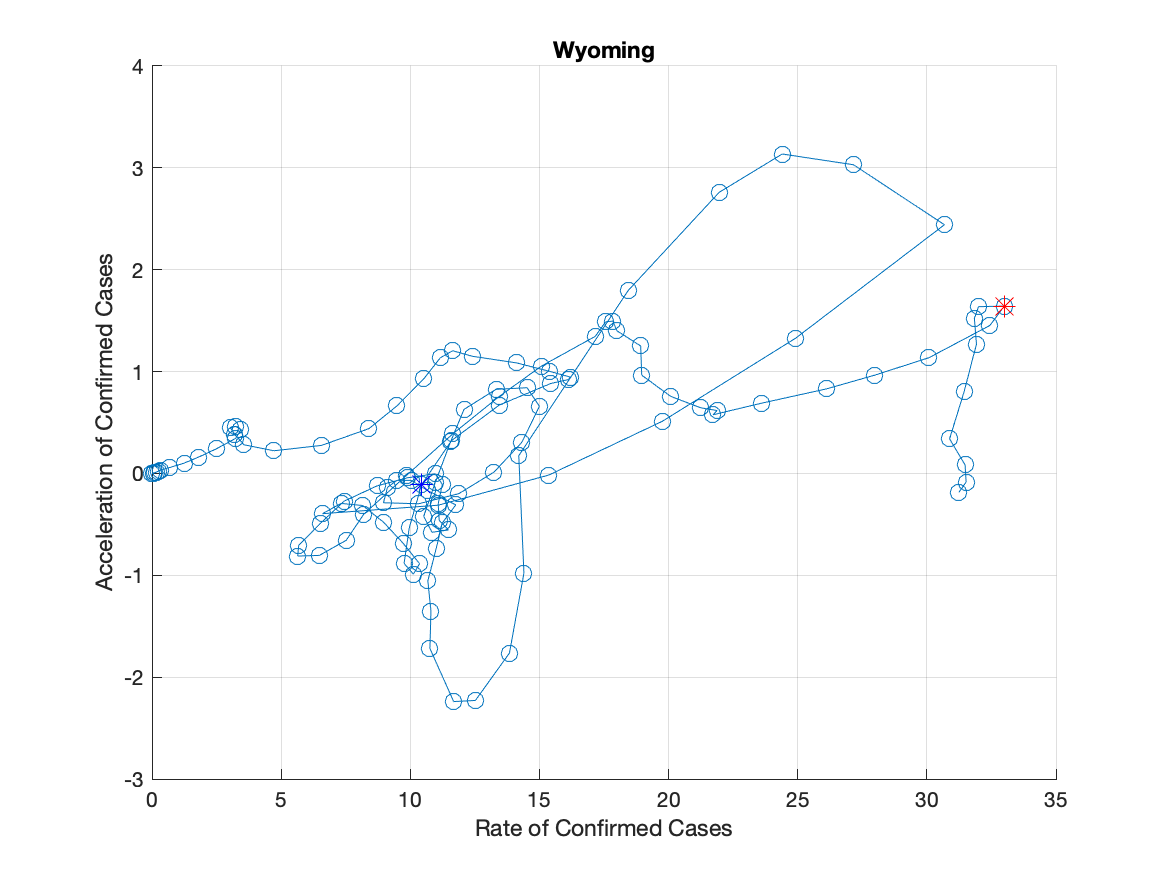 Wyoming
4
3
2
1
0
-1
-2
-3
Acceleration of Confirmed Cases
0 5 10 15 20 25 30 35
Rate of Confirmed Cases